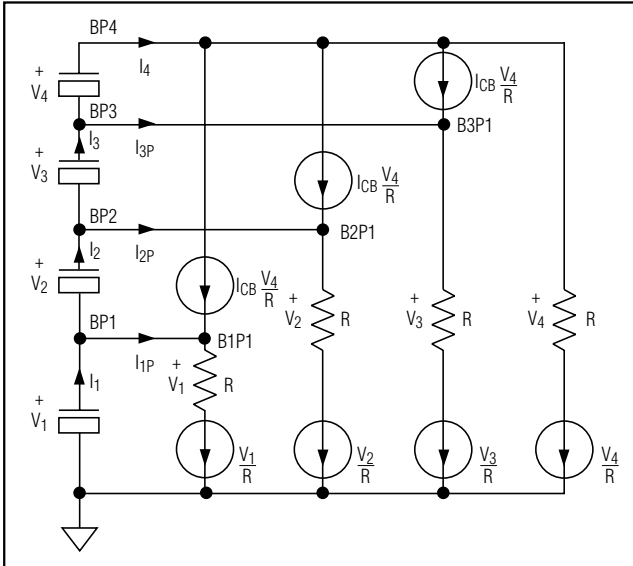 BP4
I4
+
V4
ICB V4/R
BP3
B3P1
I3
I3P
+
V3
ICB V4/R
BP2
B2P1
I2
I2P
+
V2
ICB V4/R
+
V2
R
+
V3
R
+
V4
R
BP1
B1P1
I1P
+
V1
R
I1
+
V1
V1/R
V2/R
V3/R
V4/R